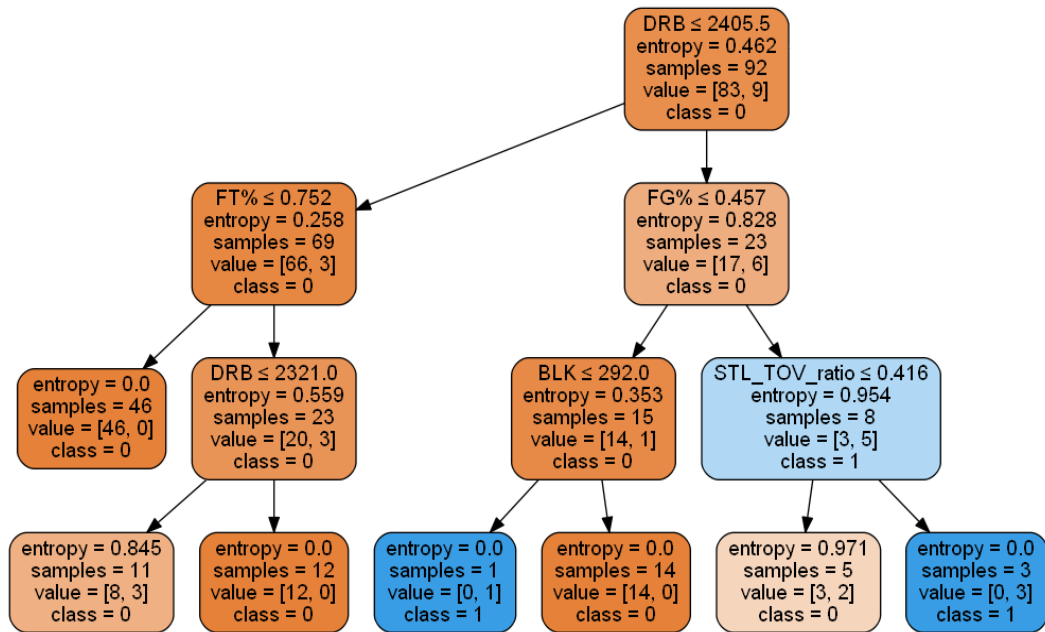 DRB ≤ 2405.5
entropy = 0.462
samples = 92
value = [83, 9]
class = 0
FT% ≤ 0.752
entropy = 0.258
samples = 69
value = [66, 3]
class = 0
FG% ≤ 0.457
entropy = 0.828
samples = 23
value = [17, 6]
class = 0
entropy = 0.0
samples = 46
value = [46, 0]
class = 0
DRB ≤ 2321.0
entropy = 0.559
samples = 23
value = [20, 3]
class = 0
BLK ≤ 292.0
entropy = 0.353
samples = 15
value = [14, 1]
class = 0
STL_TOV_ratio ≤ 0.416
entropy = 0.954
samples = 8
value = [3, 5]
class = 1
entropy = 0.845
samples = 11
value = [8, 3]
class = 0
entropy = 0.0
samples = 12
value = [12, 0]
class = 0
entropy = 0.0
samples = 1
value = [0, 1]
class = 1
entropy = 0.0
samples = 14
value = [14, 0]
class = 0
entropy = 0.971
samples = 5
value = [3, 2]
class = 0
entropy = 0.0
samples = 3
value = [0, 3]
class = 1